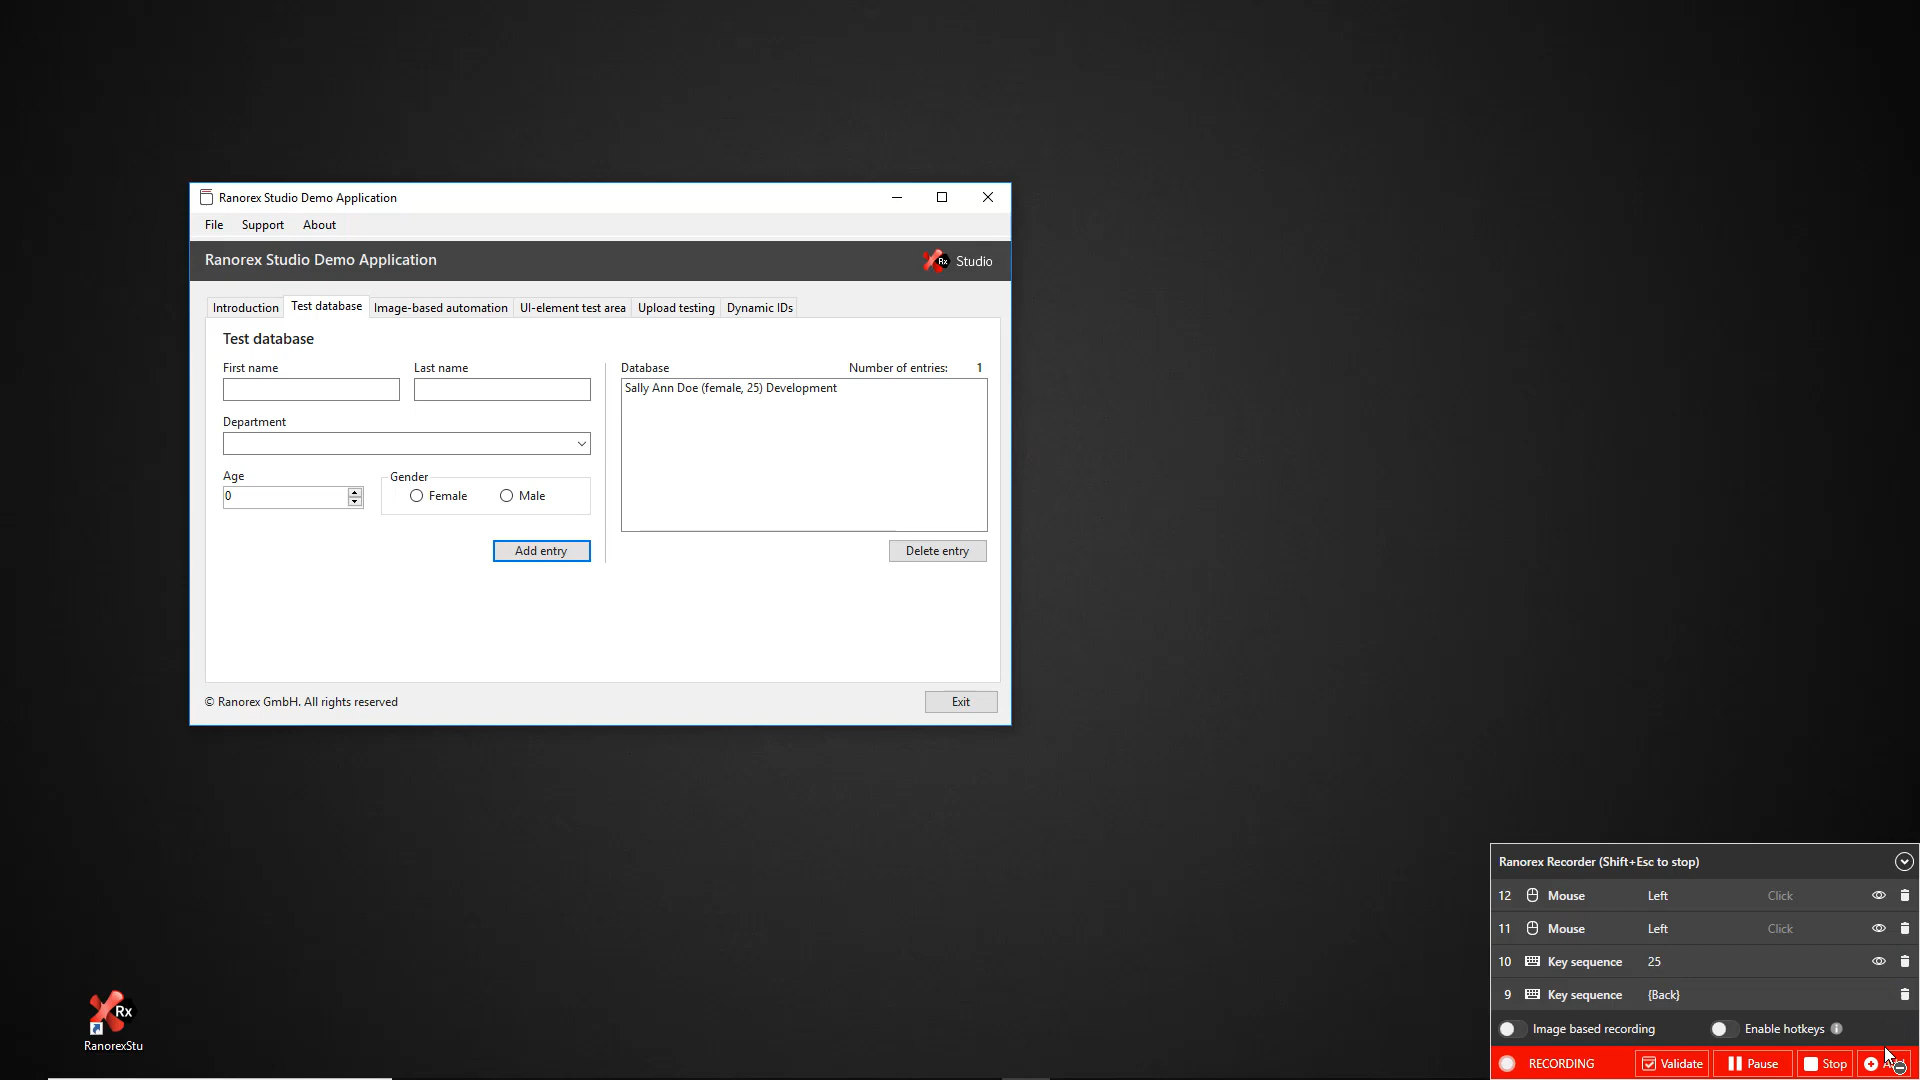 Ranorex Studio Demo Application
File Support About
Ranorex Studio Demo Application
Rx Studio
Introduction Test database Image-based automation UI-element test area Upload testing Dynamic IDs
Test database
First name Last name
Database Number of entries: 1
Sally Ann Doe (female, 25) Development
Department
Age
0
Gender
Female Male
Add entry
Delete entry
© Ranorex GmbH. All rights reserved
Exit
Rx
RanorexStu
Ranorex Recorder (Shift+Esc to stop)
12 Mouse Left Click
11 Mouse Left Click
10 Key sequence 25
9 Key sequence {Back}
Image based recording Enable hotkeys
RECORDING Validate Pause Stop